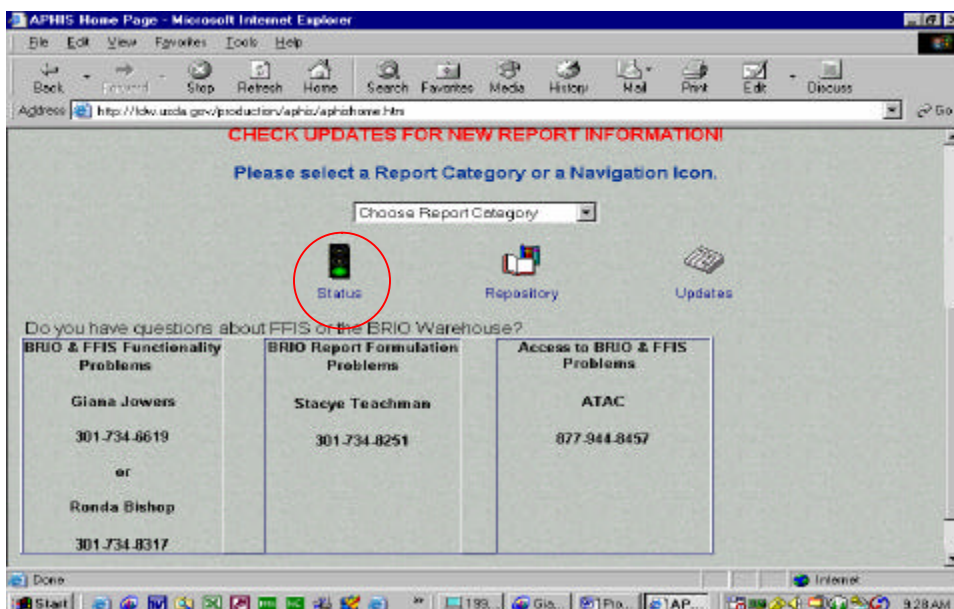 APHIS Home Page - Microsoft Internet Explorer
File Edit View Favorites Tools Help
Back Forward Stop Refresh Home Search Favorites Media History Mail Print Edit Discuss
Address http://fdw.usda.gov/production/aphis/aphishome.htm Go
CHECK UPDATES FOR NEW REPORT INFORMATION!
Please select a Report Category or a Navigation Icon.
Choose Report Category
Status Repository Updates
Do you have questions about FFIS or the BRIO Warehouse?
BRIO & FFIS Functionality Problems
Giana Jowers
301-734-6619
or
Ronda Bishop
301-734-8317
BRIO Report Formulation Problems
Stacye Teachman
301-734-8251
Access to BRIO & FFIS Problems
ATAC
877-944-8457
Done Internet
Start 193... Gia... 1Pro... AP... 9:28 AM